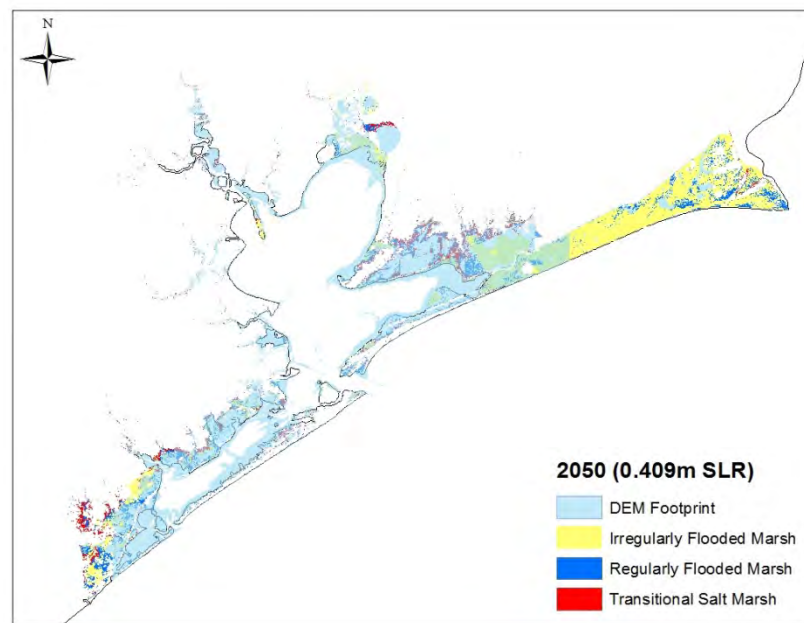 N
2050 (0.409m SLR)
DEM Footprint
Irregularly Flooded Marsh
Regularly Flooded Marsh
Transitional Salt Marsh